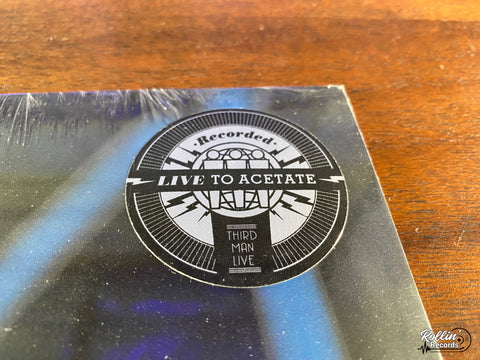 · Recorded ·
LIVE TO ACETATE
THIRD
MAN
LIVE
Rollin
Records